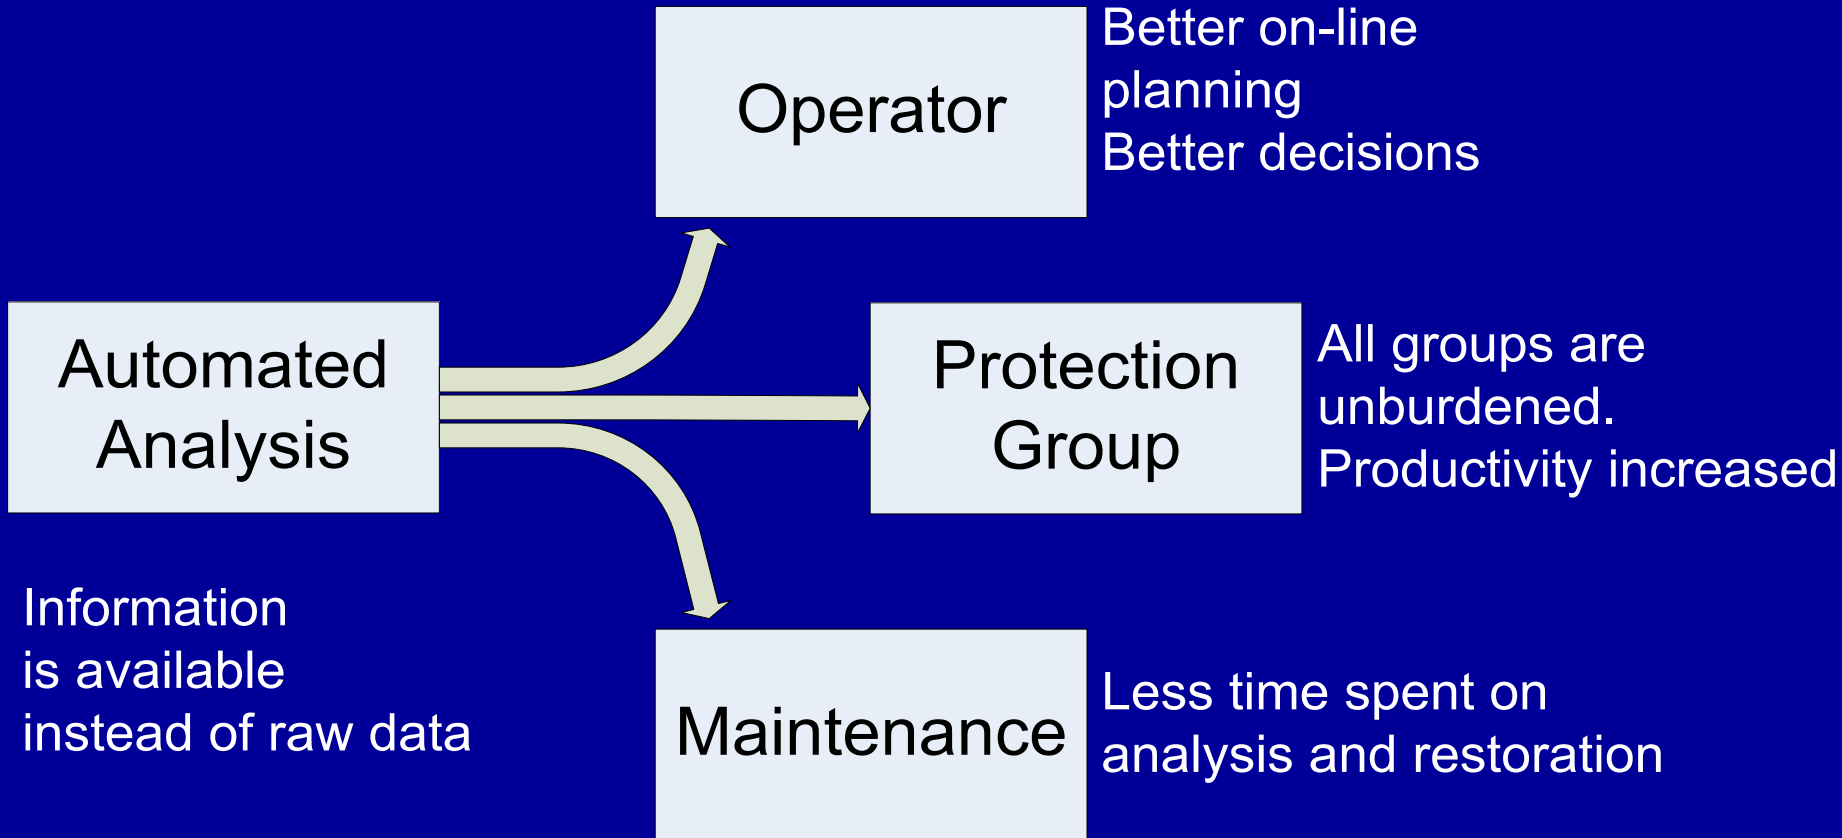 Operator
Better on-line
planning
Better decisions
Automated
Analysis
Protection
Group
All groups are
unburdened.
Productivity increased
Information
is available
instead of raw data
Maintenance
Less time spent on
analysis and restoration